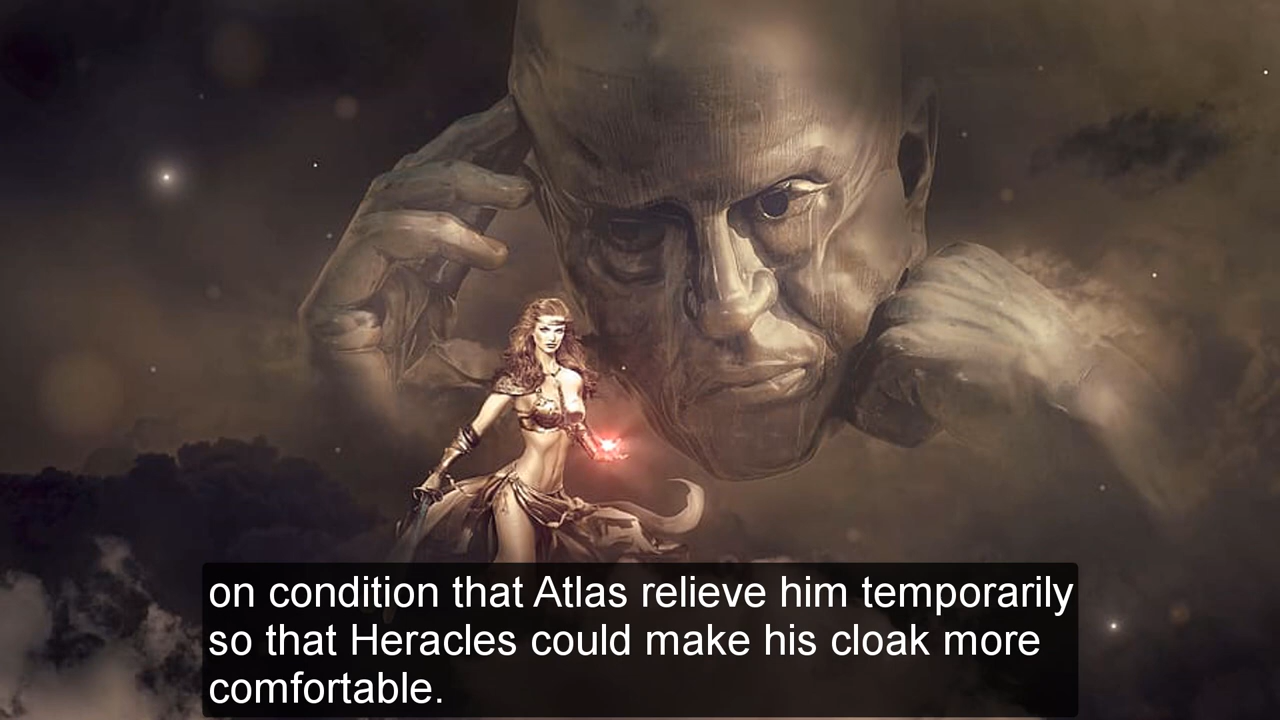 on condition that Atlas relieve him temporarily
so that Heracles could make his cloak more
comfortable.